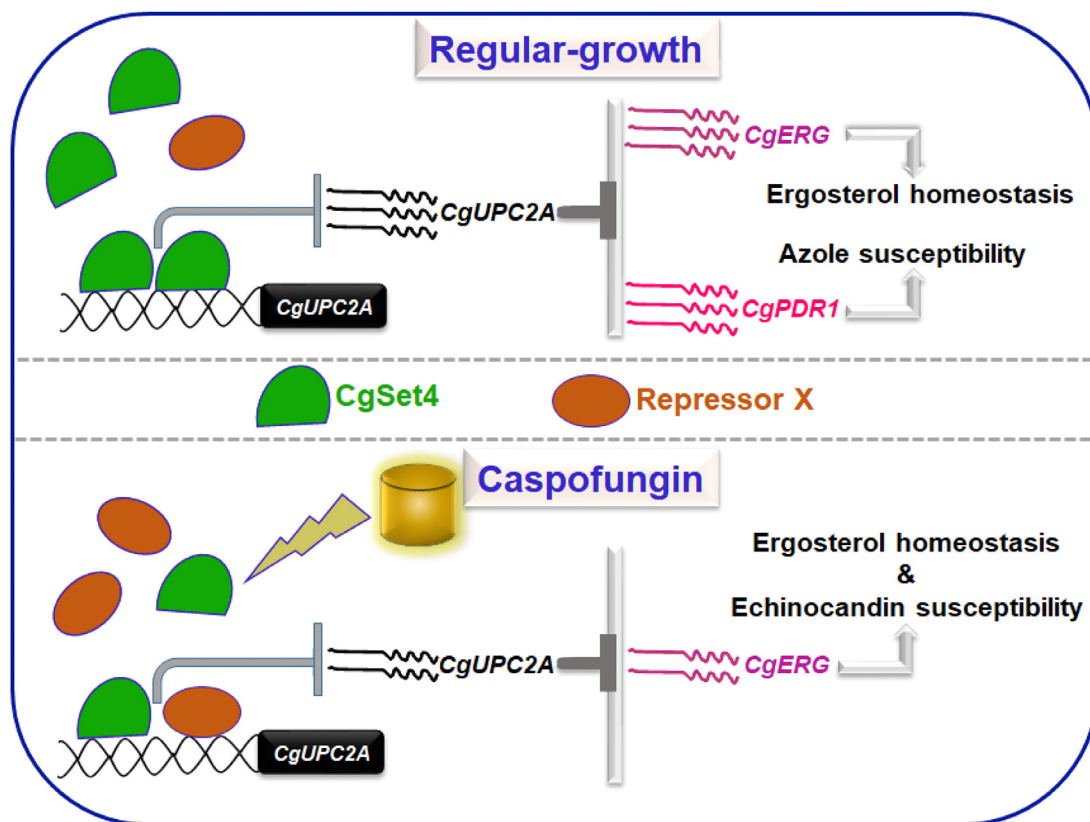 Regular-growth
CgERG
Ergosterol homeostasis
CgUPC2A
Azole susceptibility
CgUPC2A
CgPDR1
CgSet4
Repressor X
Caspofungin
Ergosterol homeostasis
&
Echinocandin susceptibility
CgUPC2A
CgERG
CgUPC2A